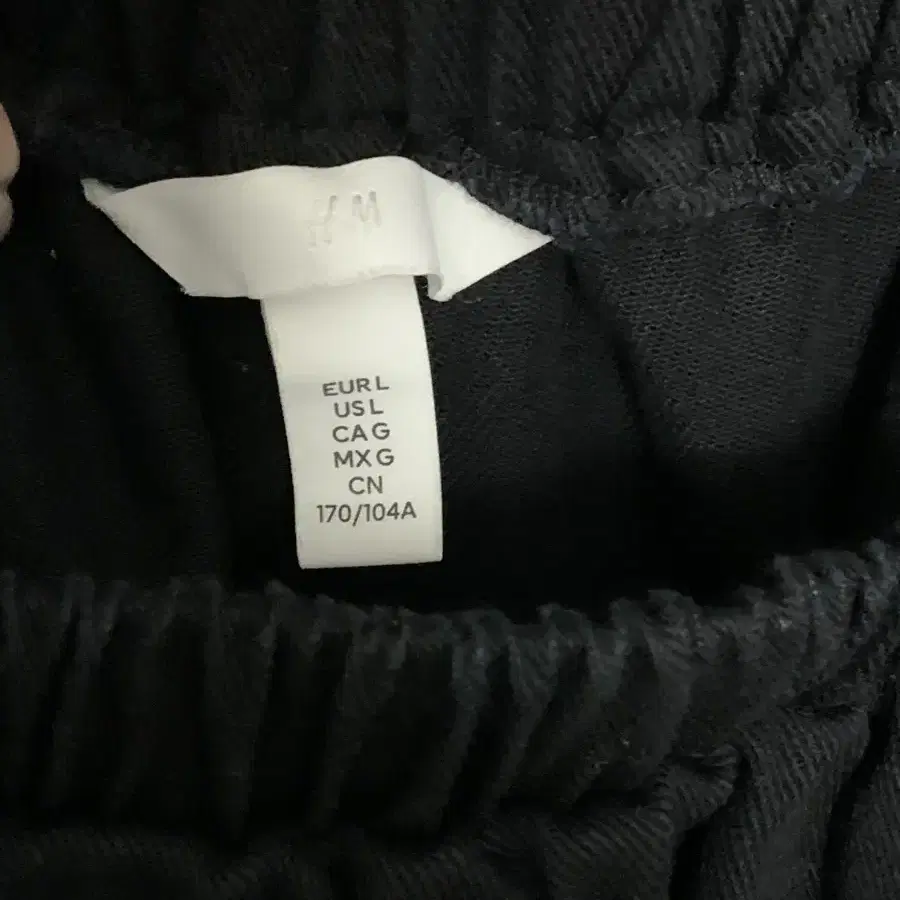 H M
EUR L
US L
CA G
MX G
CN
170/104A